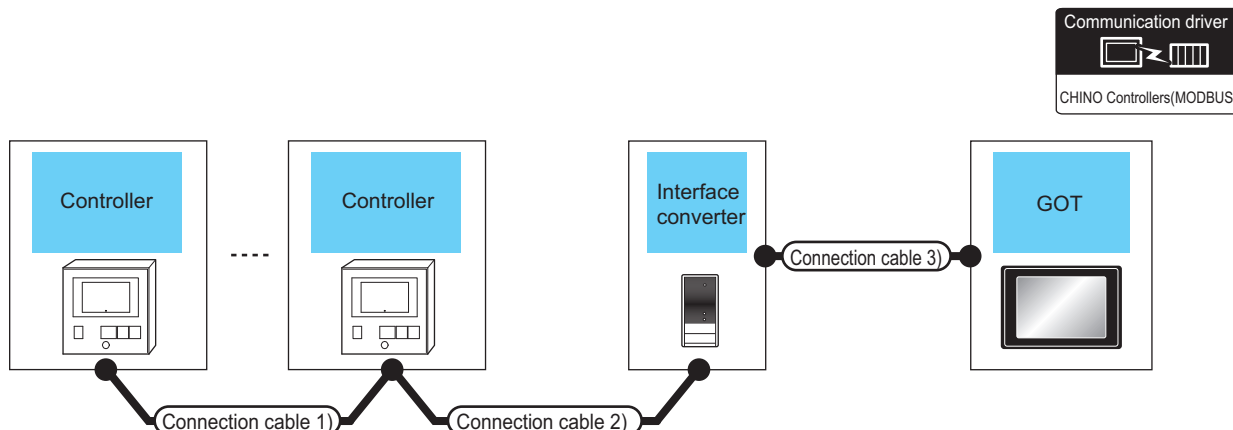 Communication driver
CHINO Controllers(MODBUS
Controller
Controller
Interface
converter
GOT
Connection cable 3)
Connection cable 1)
Connection cable 2)